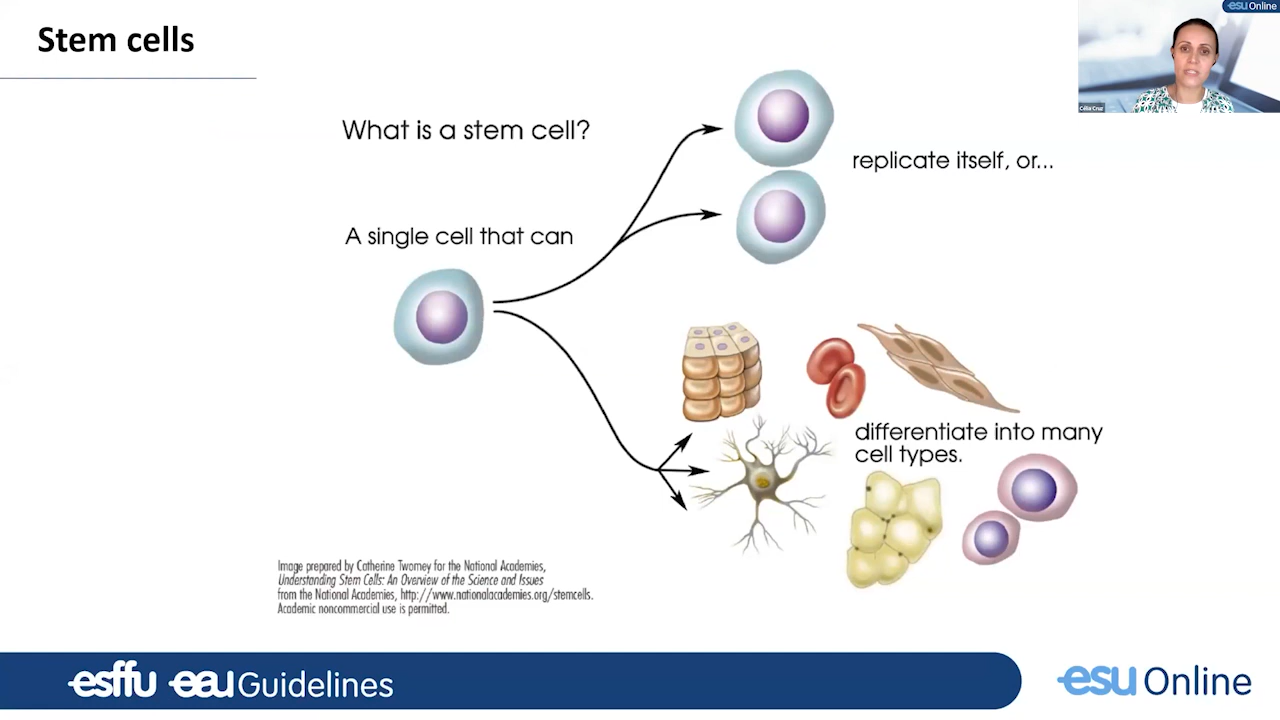 Stem cells
esu Online
Célia Cruz
What is a stem cell?
replicate itself, or...
A single cell that can
differentiate into many
cell types.
Image prepared by Catherine Twomey for the National Academies,
Understanding Stem Cells: An Overview of the Science and Issues
from the National Academies, http://www.nationalacademies.org/stemcells.
Academic noncommercial use is permitted.
esffu eau Guidelines
esu Online